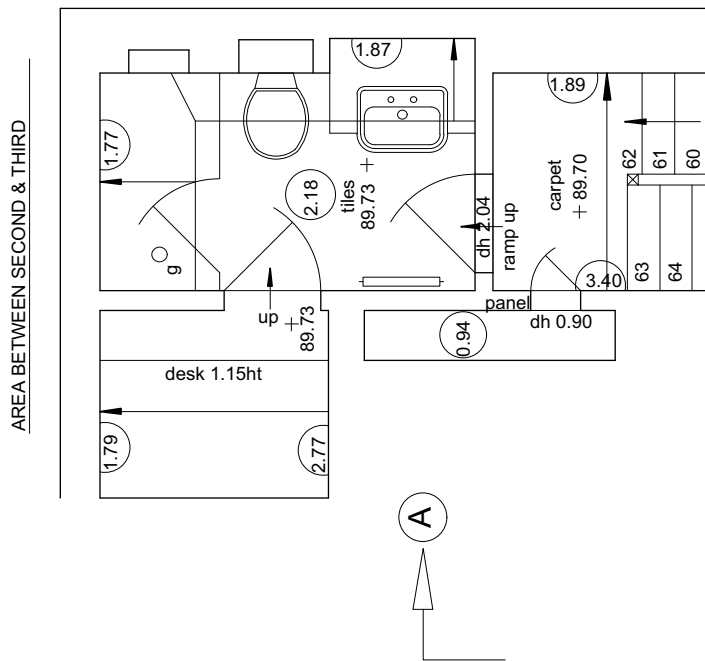 AREA BETWEEN SECOND & THIRD
1.87
1.89
1.77
2.18
tiles
89.73
dh 2.04
ramp up
carpet
89.70
62
61
60
63
64
g
3.40
panel
dh 0.90
up
89.73
0.94
desk 1.15ht
1.79
2.77
A